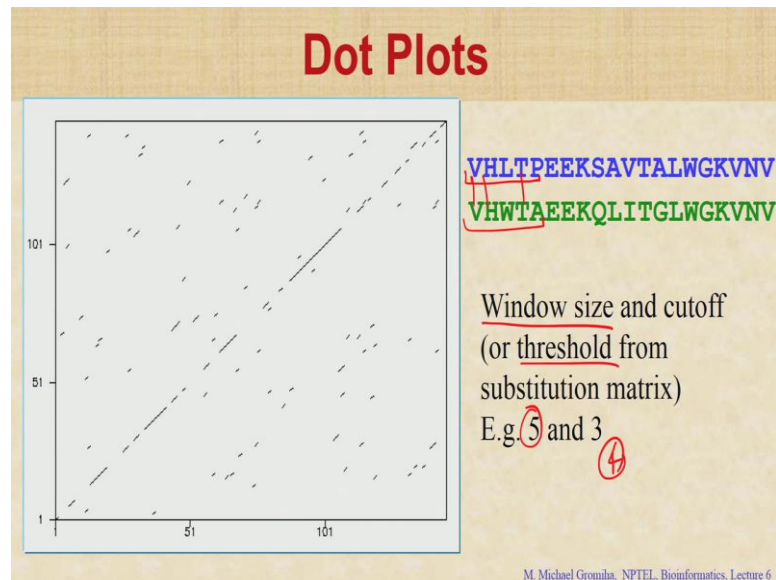 Dot Plots
101
51
1
1
51
101
VHLTPEEKSAVTALWGKVNV
VHWTAEEKQLITGLWGKVNV
Window size and cutoff
(or threshold from
substitution matrix)
E.g. 5 and 3
4
M. Michael Gromiha, NPTEL, Bioinformatics, Lecture 6